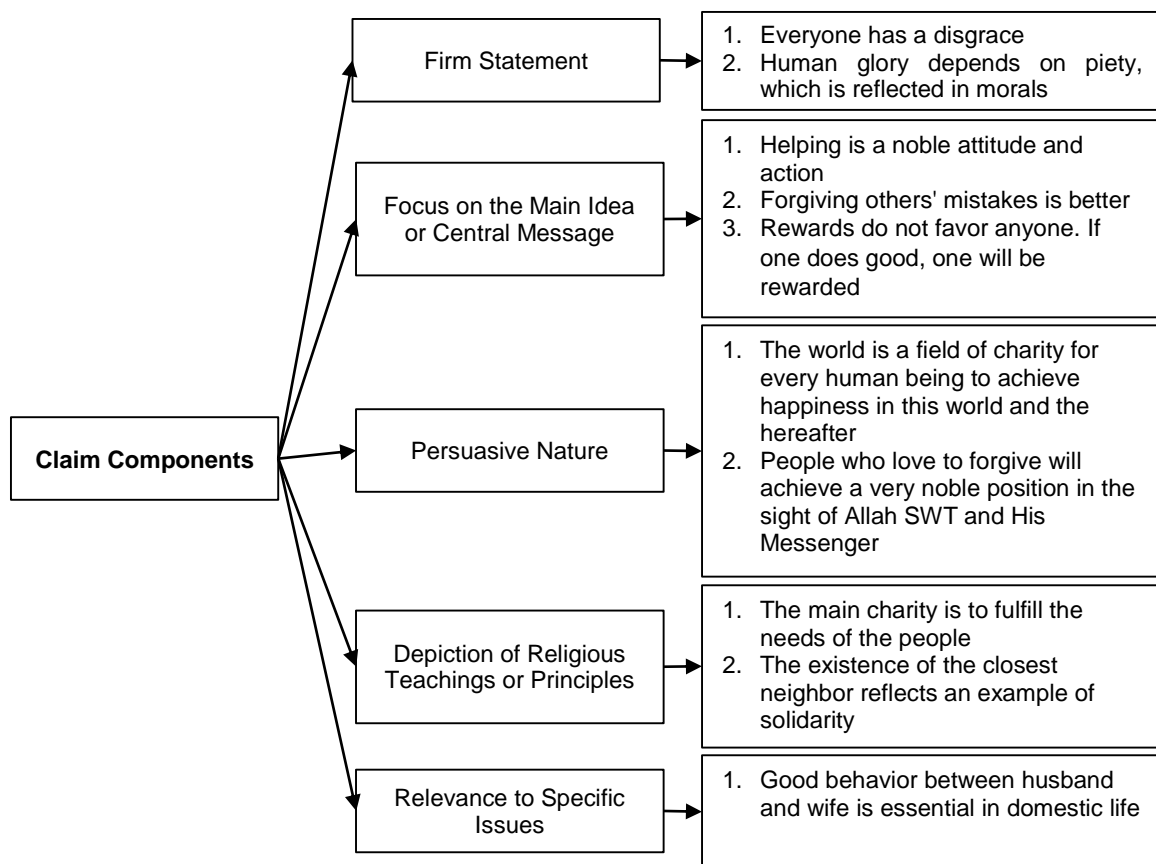 Claim Components
Firm Statement
1. Everyone has a disgrace
2. Human glory depends on piety,
which is reflected in morals
Focus on the Main Idea
or Central Message
1. Helping is a noble attitude and
action
2. Forgiving others' mistakes is better
3. Rewards do not favor anyone. If
one does good, one will be
rewarded
Persuasive Nature
1. The world is a field of charity for
every human being to achieve
happiness in this world and the
hereafter
2. People who love to forgive will
achieve a very noble position in the
sight of Allah SWT and His
Messenger
Depiction of Religious
Teachings or Principles
1. The main charity is to fulfill the
needs of the people
2. The existence of the closest
neighbor reflects an example of
solidarity
Relevance to Specific
Issues
1. Good behavior between husband
and wife is essential in domestic life